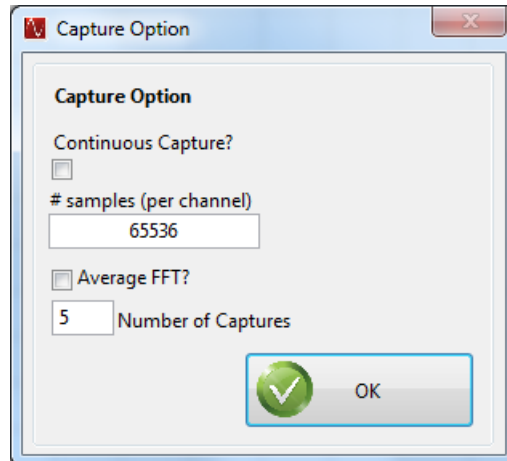 Capture Option
Capture Option
Continuous Capture?
# samples (per channel)
65536
Average FFT?
5 Number of Captures
OK